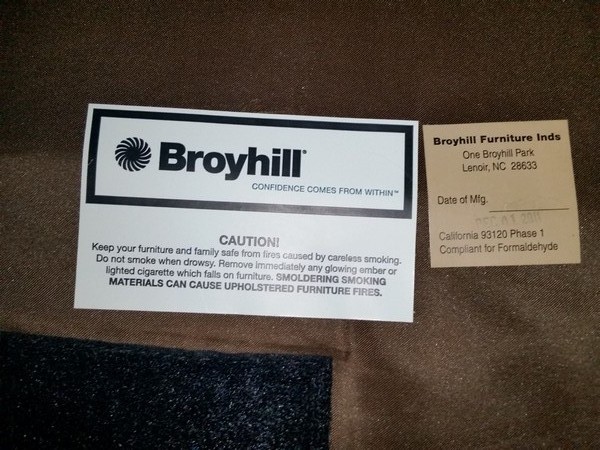 Broyhill®
CONFIDENCE COMES FROM WITHIN™
CAUTION!
Keep your furniture and family safe from fires caused by careless smoking.
Do not smoke when drowsy. Remove immediately any glowing ember or
lighted cigarette which falls on furniture. SMOLDERING SMOKING
MATERIALS CAN CAUSE UPHOLSTERED FURNITURE FIRES.
Broyhill Furniture Inds
One Broyhill Park
Lenoir, NC 28633
Date of Mfg.
01
California 93120 Phase 1
Compliant for Formaldehyde